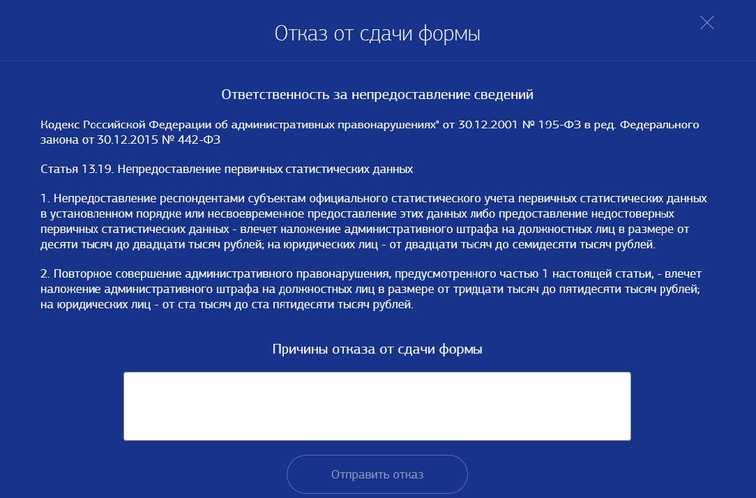 Отказ от сдачи формы
Ответственность за непредоставление сведений
Кодекс Российской Федерации об административных правонарушениях" от 30.12.2001 № 195-ФЗ в ред. Федерального
закона от 30.12.2015 № 442-ФЗ
Статья 13.19. Непредоставление первичных статистических данных
1. Непредоставление респондентами субъектам официального статистического учета первичных статистических данных
в установленном порядке или несвоевременное предоставление этих данных либо предоставление недостоверных
первичных статистических данных - влечет наложение административного штрафа на должностных лиц в размере от
десяти тысяч до двадцати тысяч рублей; на юридических лиц - от двадцати тысяч до семидесяти тысяч рублей.
2. Повторное совершение административного правонарушения, предусмотренного частью 1 настоящей статьи, - влечет
наложение административного штрафа на должностных лиц в размере от тридцати тысяч до пятидесяти тысяч рублей;
на юридических лиц - от ста тысяч до ста пятидесяти тысяч рублей.
Причины отказа от сдачи формы
Отправить отказ